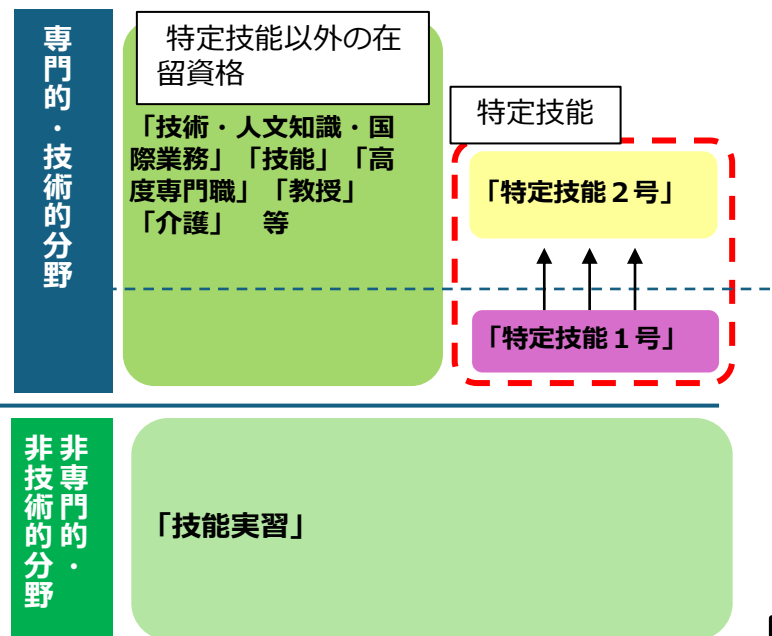 専門的・技術的分野
特定技能以外の在
留資格
「技術・人文知識・国
際業務」「技能」「高
度専門職」「教授」
「介護」　等
特定技能
「特定技能２号」
「特定技能１号」
非専門的・
非技術的分野
「技能実習」